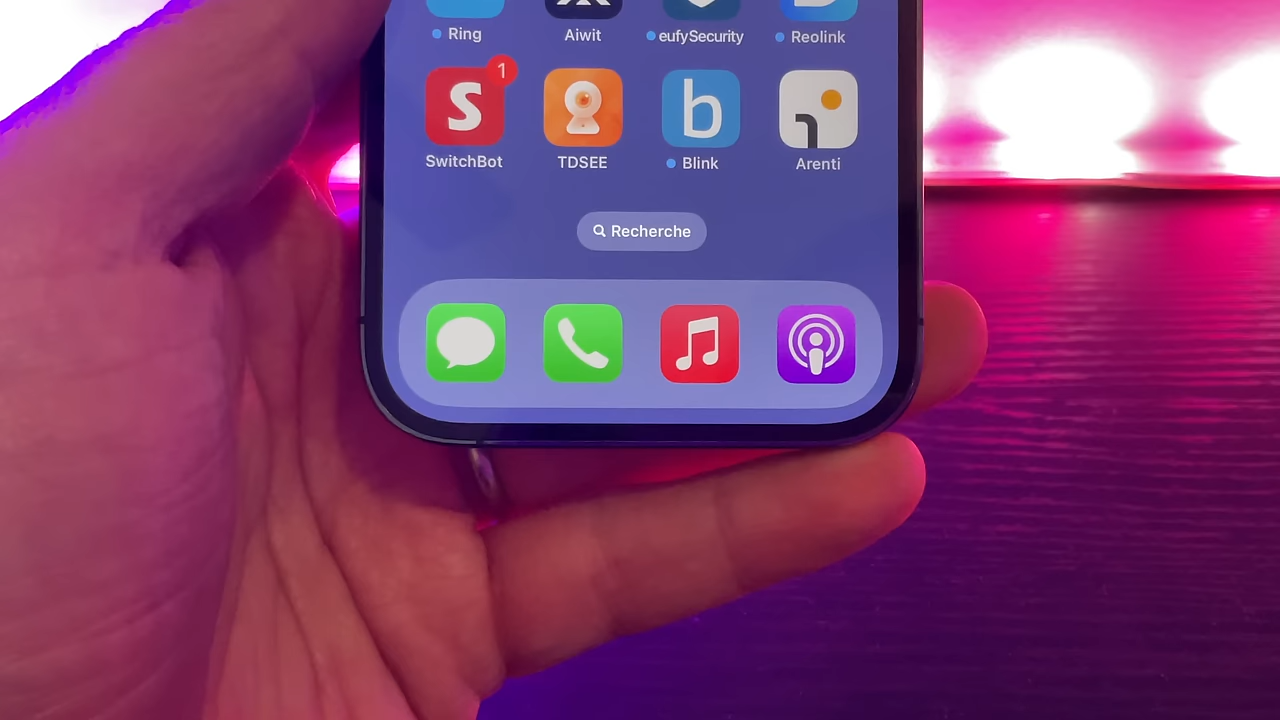 Ring Aiwit eufySecurity Reolink
1
S b
SwitchBot TDSEE Blink Arenti
Recherche